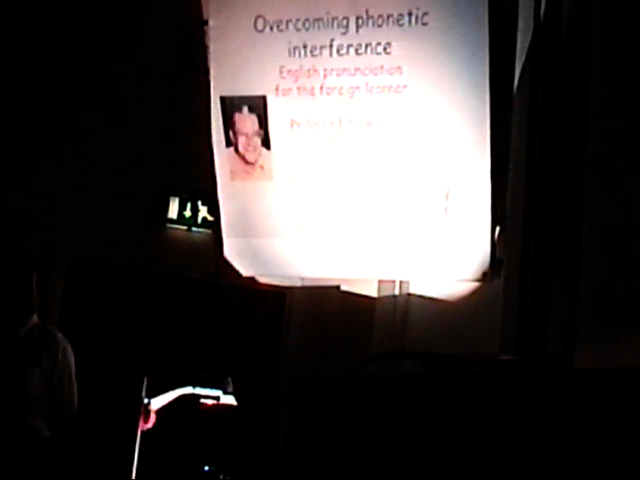 Overcoming phonetic
interference
English pronunciation
for the foreign learner